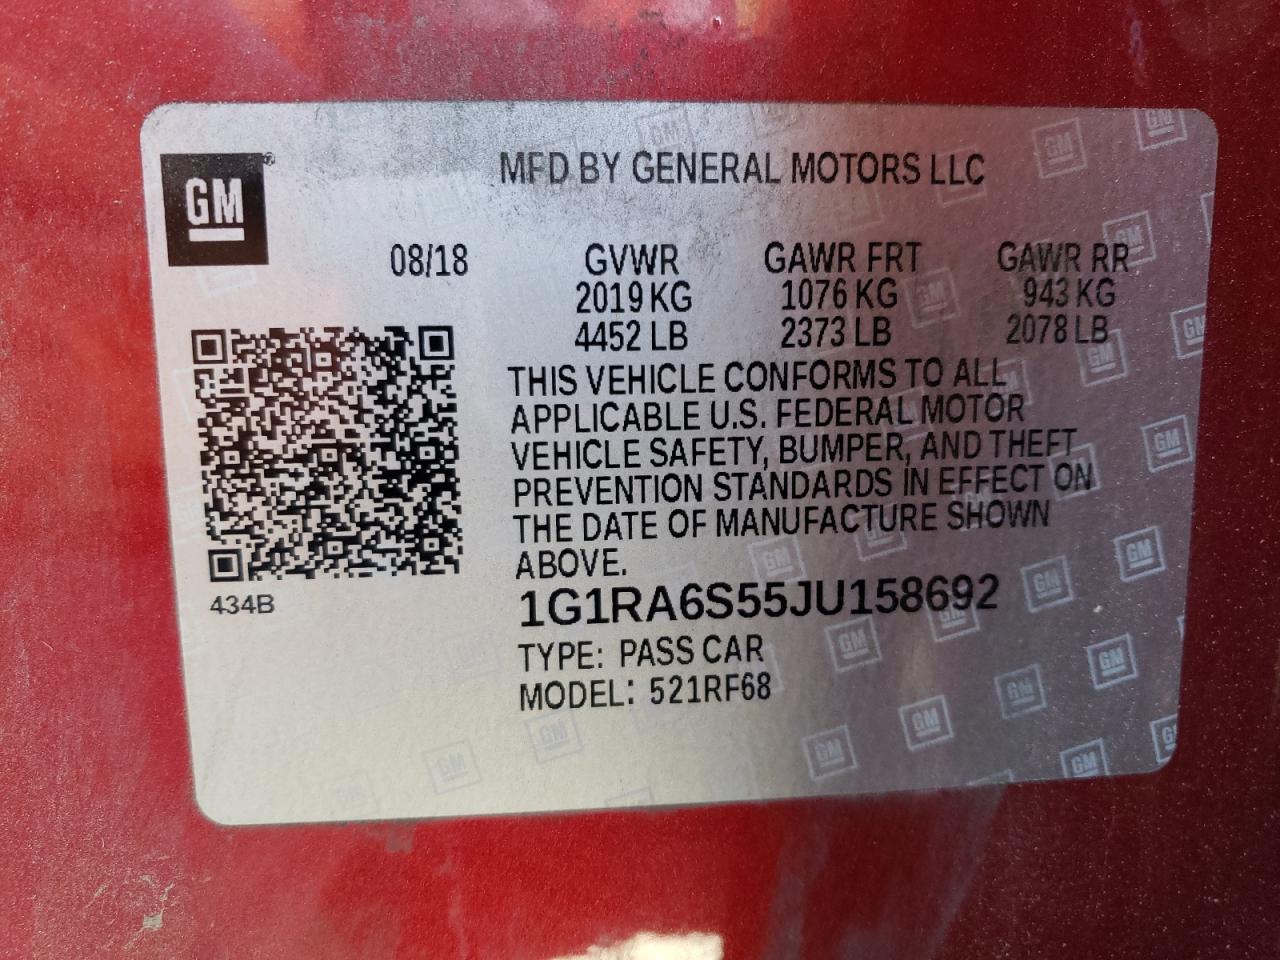 GM
MFD BY GENERAL MOTORS LLC
08/18
GVWR GAWR FRT GAWR RR
2019 KG 1076 KG 943 KG
4452 LB 2373 LB 2078 LB
THIS VEHICLE CONFORMS TO ALL
APPLICABLE U.S. FEDERAL MOTOR
VEHICLE SAFETY, BUMPER, AND THEFT
PREVENTION STANDARDS IN EFFECT ON
THE DATE OF MANUFACTURE SHOWN
ABOVE.
434B
1G1RA6S55JU158692
TYPE: PASS CAR
MODEL: 521RF68